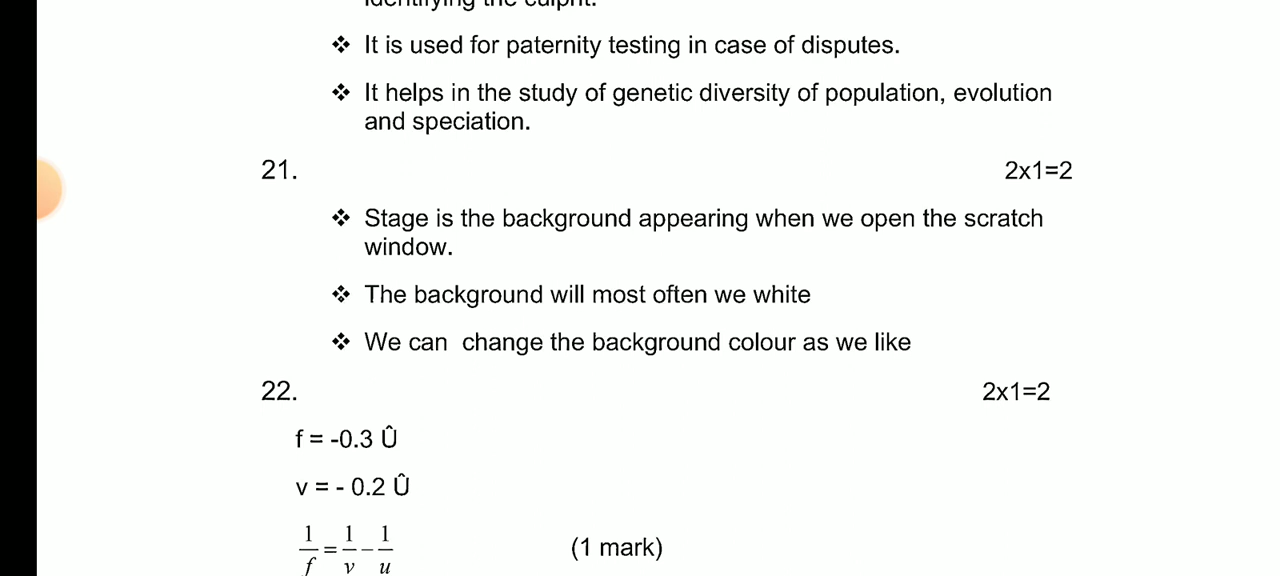 identifying the culprit.
❖ It is used for paternity testing in case of disputes.
❖ It helps in the study of genetic diversity of population, evolution
and speciation.
21. 2x1=2
❖ Stage is the background appearing when we open the scratch
window.
❖ The background will most often we white
❖ We can change the background colour as we like
22. 2x1=2
f = -0.3 Û
v = - 0.2 Û
1/f = 1/v − 1/u (1 mark)